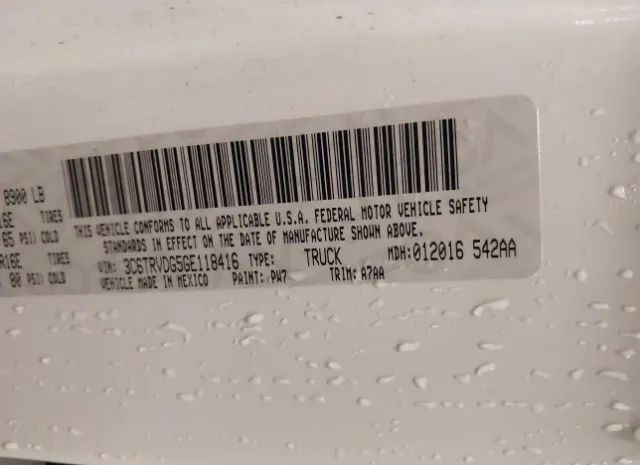 8900 LB
16E TIRES
65 PSI/ COLD
R16E TIRES
80 PSI/ COLD
THIS VEHICLE CONFORMS TO ALL APPLICABLE U.S.A. FEDERAL MOTOR VEHICLE SAFETY
STANDARDS IN EFFECT ON THE DATE OF MANUFACTURE SHOWN ABOVE.
VIN: 3C6TRVDG5GE118416 TYPE: TRUCK MDH:012016 542AA
VEHICLE MADE IN MEXICO PAINT: PW7 TRIM: A7AA